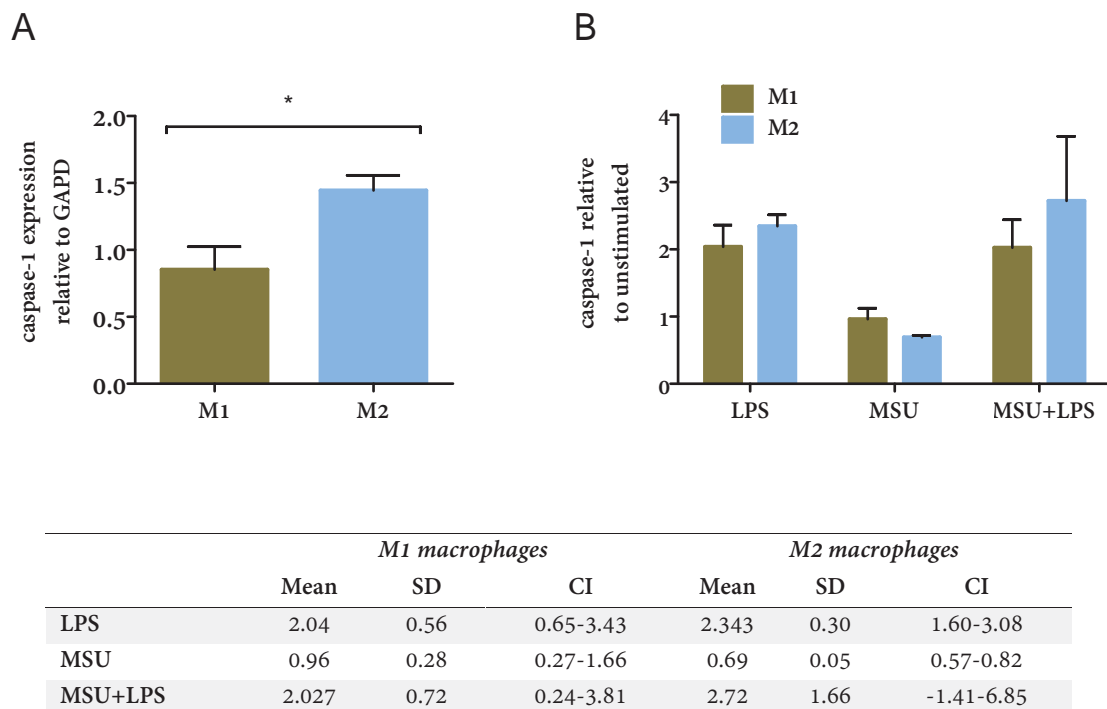 A
caspase-1 expression
relative to GAPD
2.0
1.5
1.0
0.5
0.0
*
M1
M2
B
caspase-1 relative
to unstimulated
4
3
2
1
0
M1
M2
LPS
MSU
MSU+LPS
M1 macrophages M2 macrophages
Mean SD CI Mean SD CI
LPS 2.04 0.56 0.65-3.43 2.343 0.30 1.60-3.08
MSU 0.96 0.28 0.27-1.66 0.69 0.05 0.57-0.82
MSU+LPS 2.027 0.72 0.24-3.81 2.72 1.66 -1.41-6.85